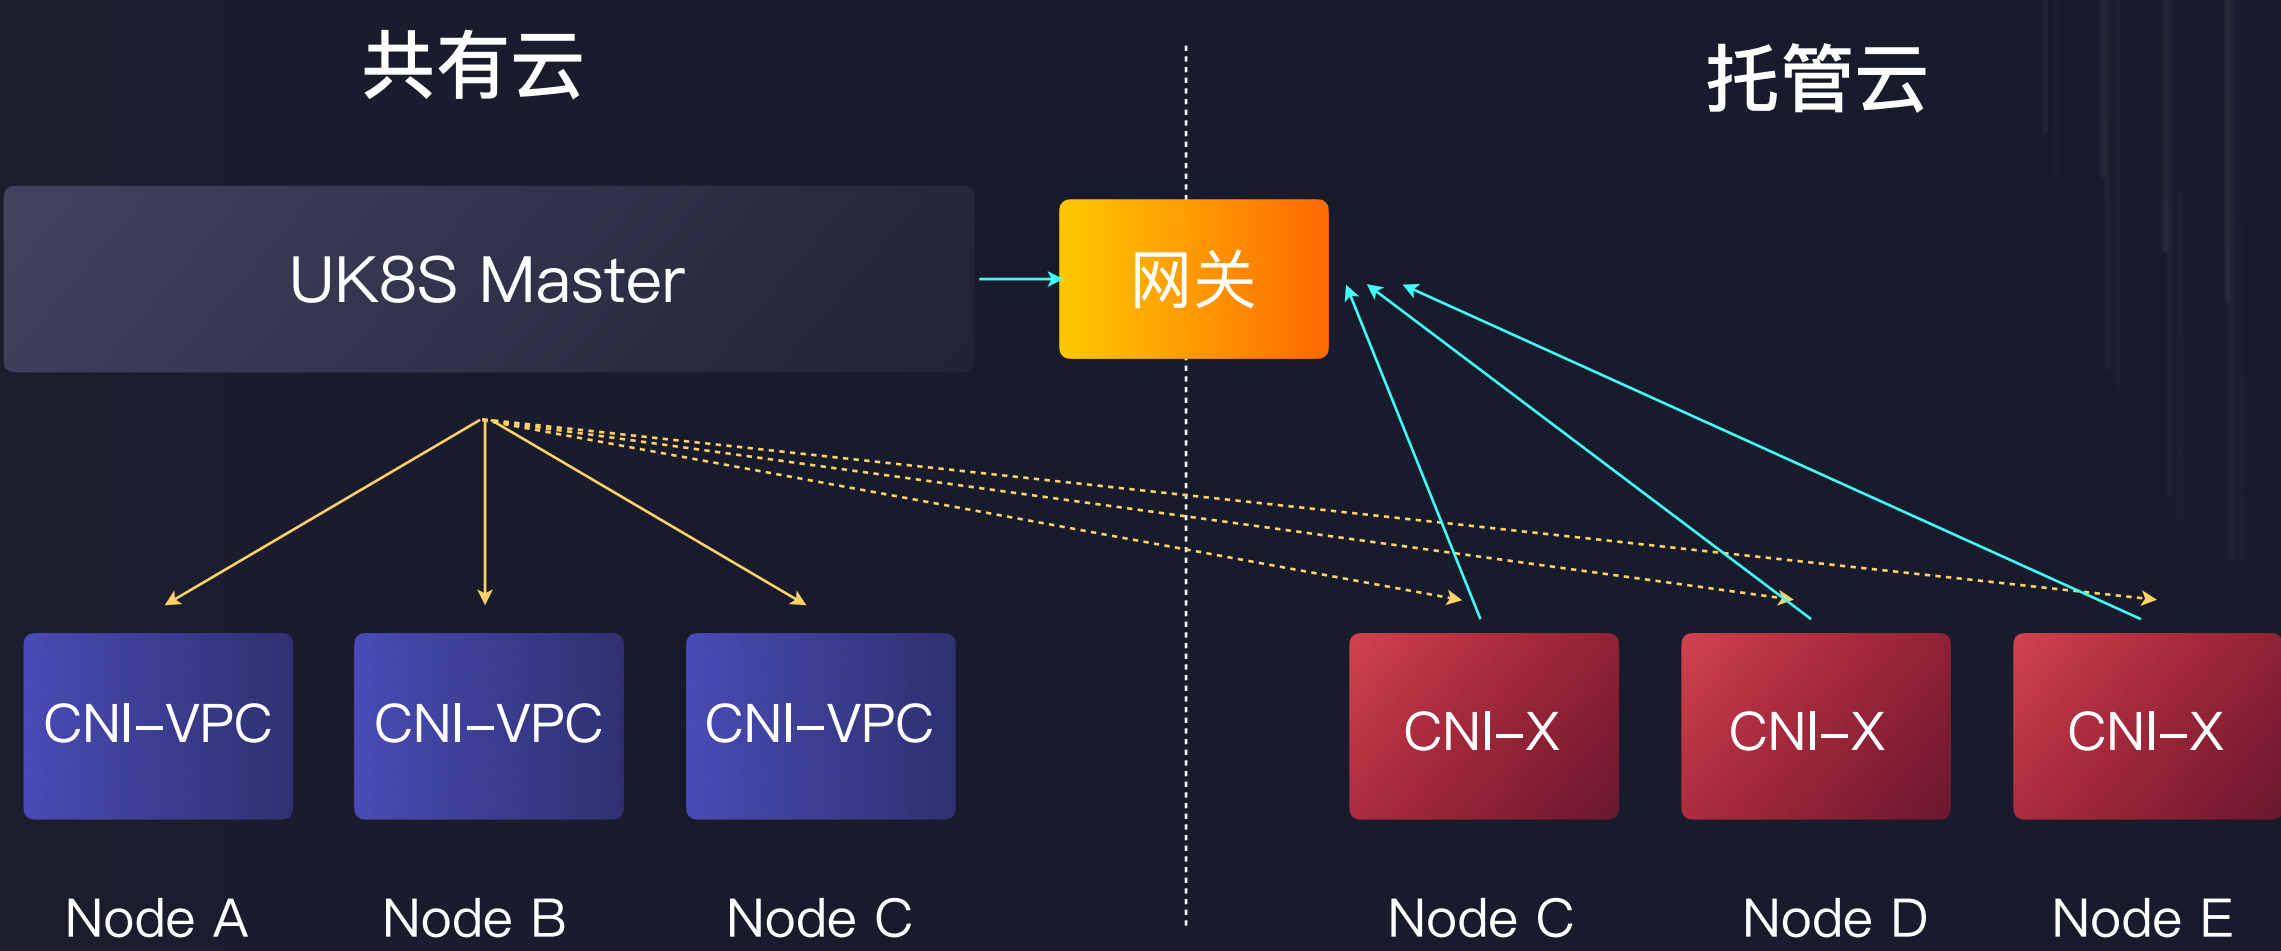 共有云
托管云
UK8S Master
网关
CNI-VPC
CNI-VPC
CNI-VPC
CNI-X
CNI-X
CNI-X
Node A
Node B
Node C
Node C
Node D
Node E